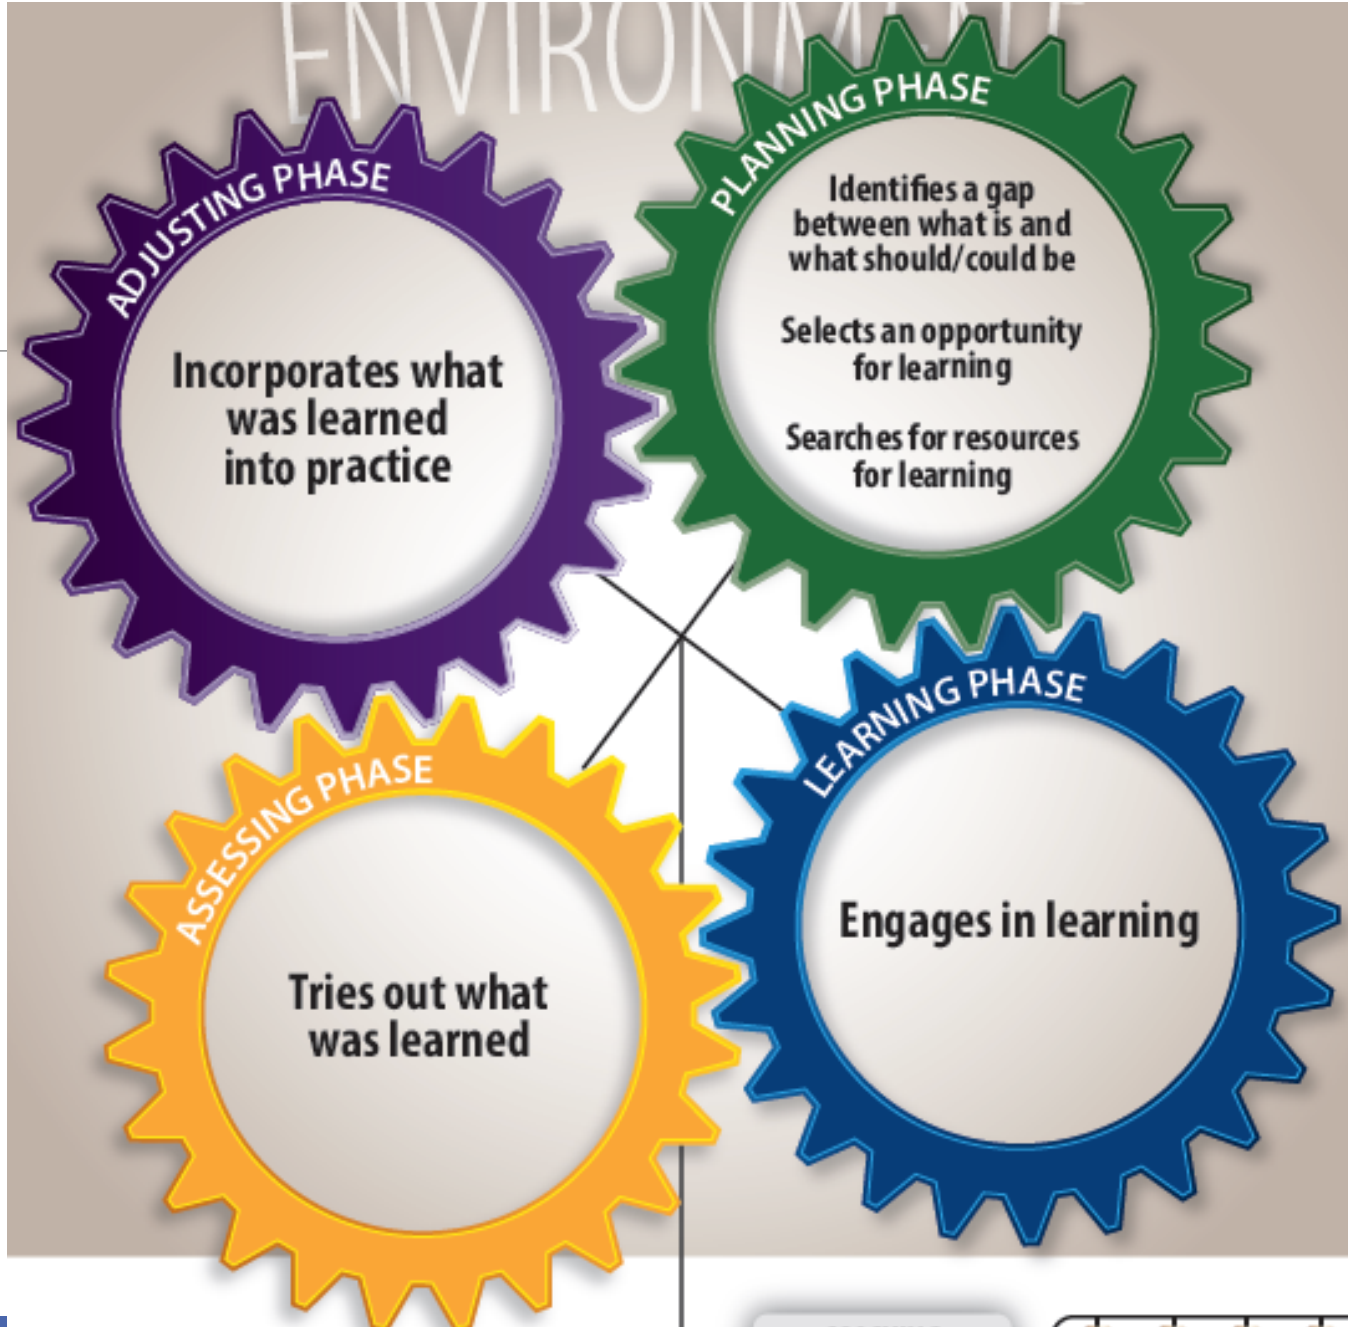 ENVIRONMENT
ADJUSTING PHASE
Incorporates what
was learned
into practice
PLANNING PHASE
Identifies a gap
between what is and
what should/could be
Selects an opportunity
for learning
Searches for resources
for learning
LEARNING PHASE
Engages in learning
ASSESSING PHASE
Tries out what
was learned